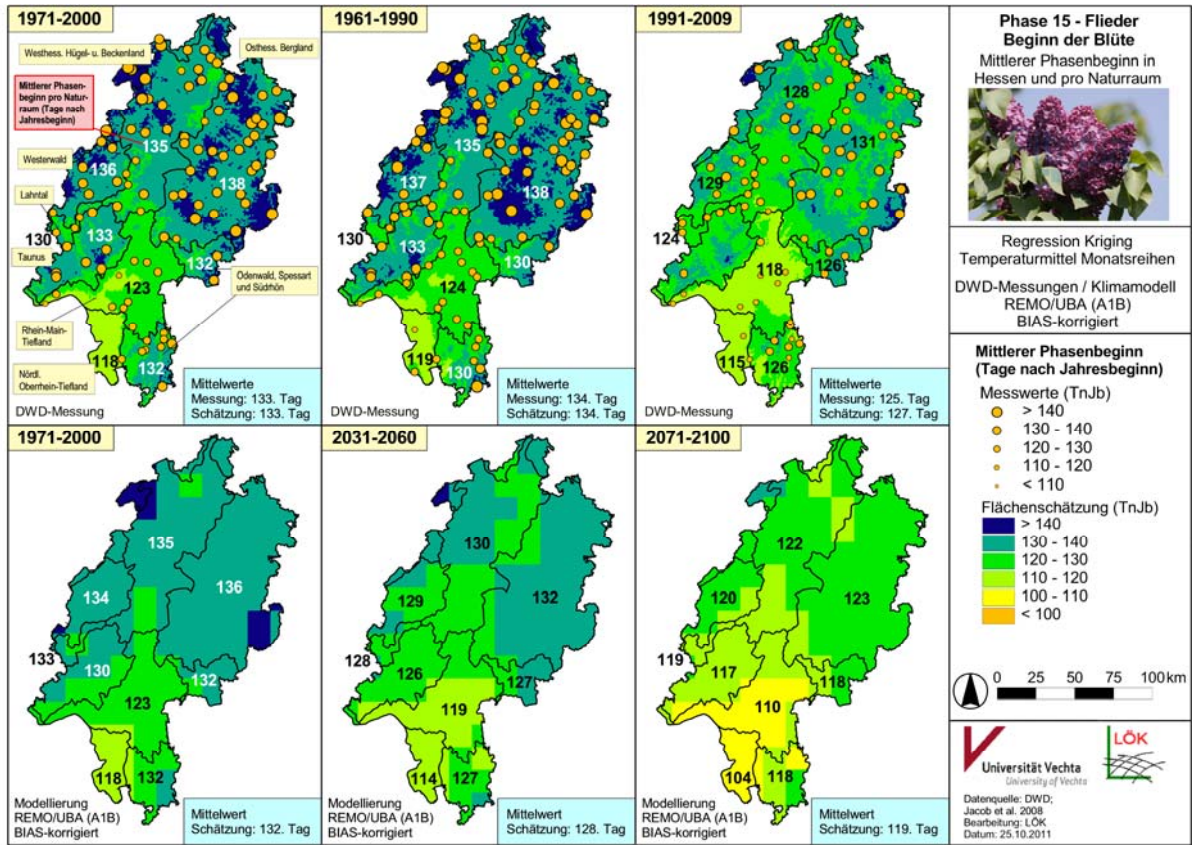 1971-2000
Westhess. Hügel- u. Beckenland
Osthess. Bergland
Mittlerer Phasen-
beginn pro Natur-
raum (Tage nach
Jahresbeginn)
135
Westerwald
136
138
Lahntal
130
133
Taunus
132
123
Odenwald, Spessart
und Südrhön
Rhein-Main-
Tiefland
118
132
Nördl.
Oberrhein-Tiefland
Mittelwerte
Messung: 133. Tag
Schätzung: 133. Tag
DWD-Messung
1961-1990
135
137
138
130
133
130
124
119
130
Mittelwerte
Messung: 134. Tag
Schätzung: 134. Tag
DWD-Messung
1991-2009
128
131
129
124
118
126
115
126
Mittelwerte
Messung: 125. Tag
Schätzung: 127. Tag
DWD-Messung
1971-2000
135
134
136
133
130
132
123
118
132
Modellierung
REMO/UBA (A1B)
BIAS-korrigiert
Mittelwert
Schätzung: 132. Tag
2031-2060
130
129
132
128
126
127
119
114
127
Modellierung
REMO/UBA (A1B)
BIAS-korrigiert
Mittelwert
Schätzung: 128. Tag
2071-2100
122
120
123
119
117
118
110
104
118
Modellierung
REMO/UBA (A1B)
BIAS-korrigiert
Mittelwert
Schätzung: 119. Tag
Phase 15 - Flieder
Beginn der Blüte
Mittlerer Phasenbeginn in
Hessen und pro Naturraum
Regression Kriging
Temperaturmittel Monatsreihen
DWD-Messungen / Klimamodell
REMO/UBA (A1B)
BIAS-korrigiert
Mittlerer Phasenbeginn
(Tage nach Jahresbeginn)
Messwerte (TnJb)
> 140
130 - 140
120 - 130
110 - 120
< 110
Flächenschätzung (TnJb)
> 140
130 - 140
120 - 130
110 - 120
100 - 110
< 100
0 25 50 75 100 km
Universität Vechta
University of Vechta
LÖK
Datenquelle: DWD;
Jacob et al. 2008
Bearbeitung: LÖK
Datum: 25.10.2011